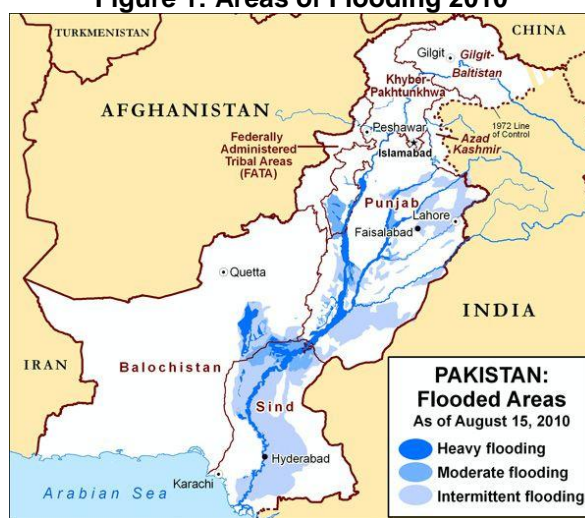 Figure 1: Areas of Flooding 2010
TURKMENISTAN
CHINA
Gilgit
Gilgit-
Baltistan
Khyber-
Pakhtunkhwa
AFGHANISTAN
1972 Line
of Control
Peshawar
Islamabad
Azad
Kashmir
Federally
Administered
Tribal Areas
(FATA)
Punjab
Lahore
Faisalabad
Quetta
INDIA
IRAN
Balochistan
Sind
Hyderabad
Karachi
Arabian Sea
PAKISTAN:
Flooded Areas
As of August 15, 2010
Heavy flooding
Moderate flooding
Intermittent flooding